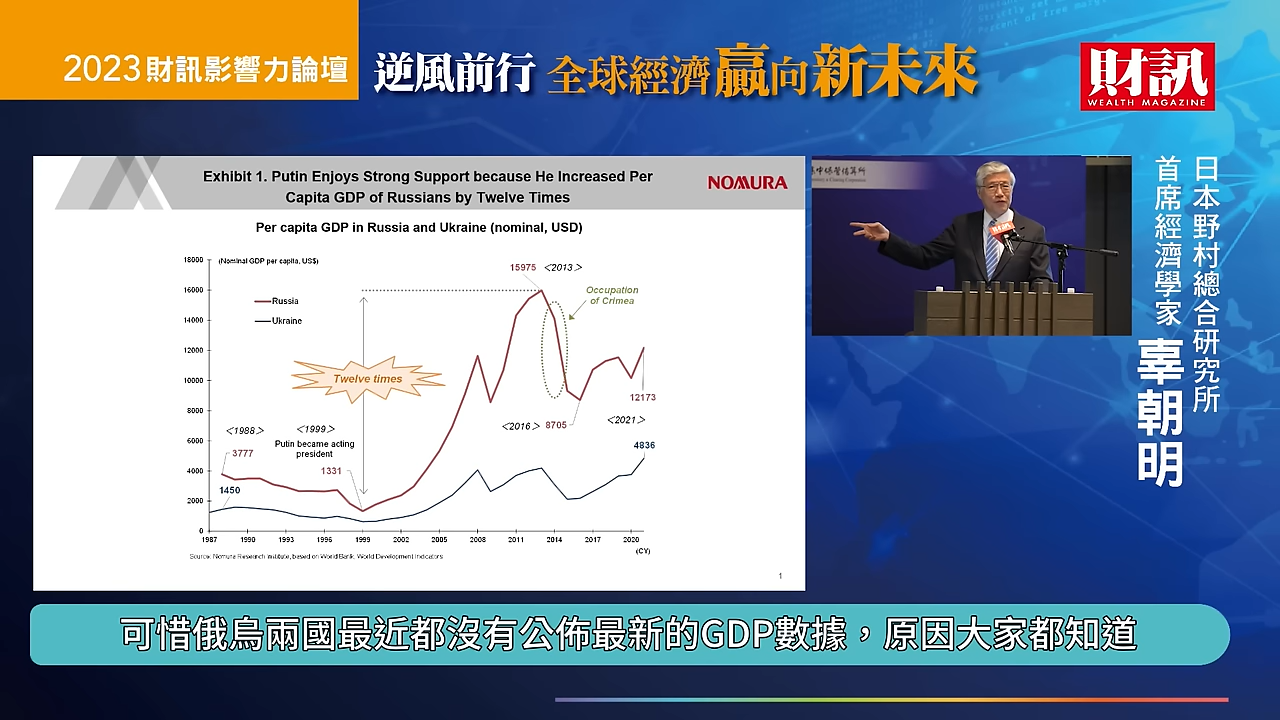 2023財訊影響力論壇
逆風前行 全球經濟贏向新未來
財訊
WEALTH MAGAZINE
Exhibit 1. Putin Enjoys Strong Support because He Increased Per
Capita GDP of Russians by Twelve Times
NOMURA
Per capita GDP in Russia and Ukraine (nominal, USD)
(Nominal GDP per capita, US$)
18000
16000
14000
12000
10000
8000
6000
4000
2000
0
Russia
Ukraine
15975
<2013>
Occupation
of Crimea
Twelve times
<1988>
3777
1450
<1999>
Putin became acting
president
1331
<2016>
8705
12173
<2021>
4836
1987
1990
1993
1996
1999
2002
2005
2008
2011
2014
2017
2020
(CY)
Source: Nomura Research Institute, based on World Bank, World Development Indicators
1
日本野村總合研究所
首席經濟學家 辜朝明
可惜俄烏兩國最近都沒有公佈最新的GDP數據，原因大家都知道